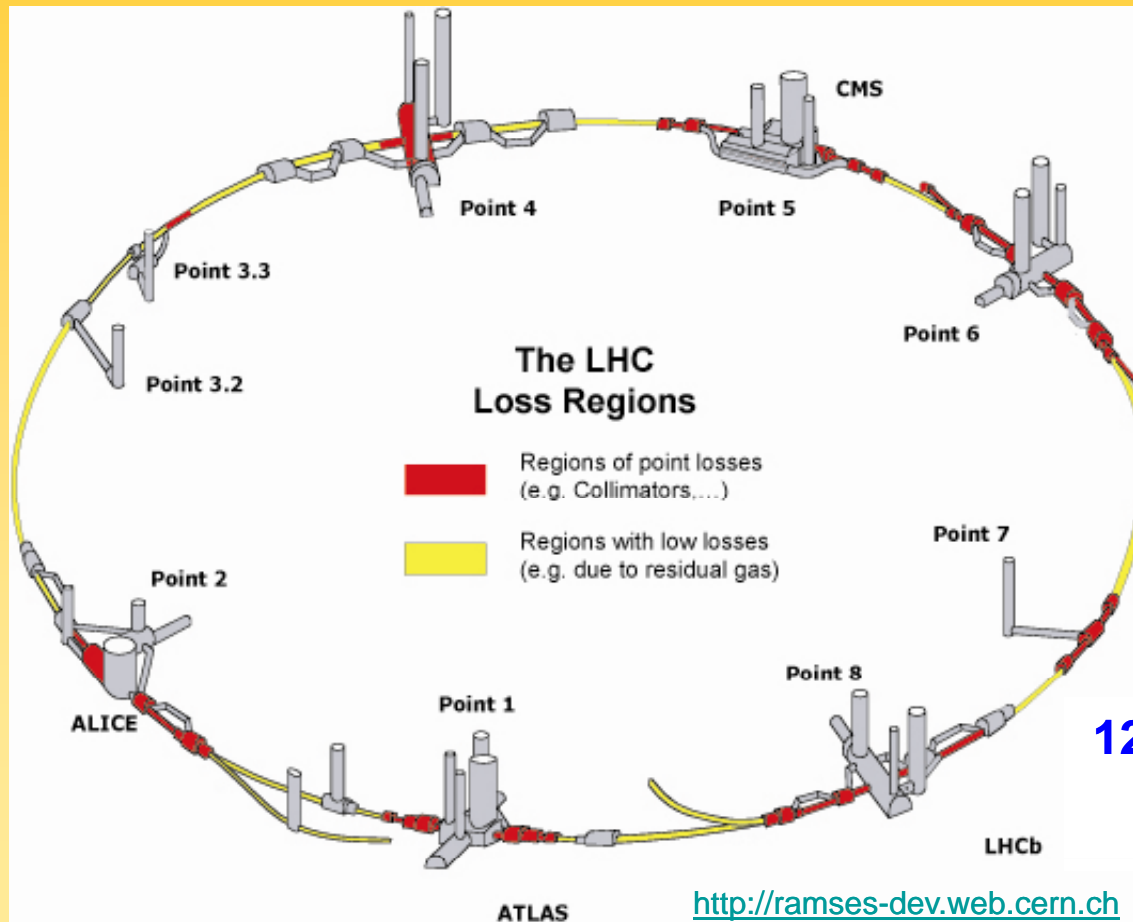 CMS
Point 4
Point 5
Point 3.3
Point 6
The LHC
Loss Regions
Point 3.2
Regions of point losses
(e.g. Collimators,...)
Regions with low losses
(e.g. due to residual gas)
Point 7
Point 2
Point 8
Point 1
ALICE
12
LHCb
ATLAS
http://ramses-dev.web.cern.ch